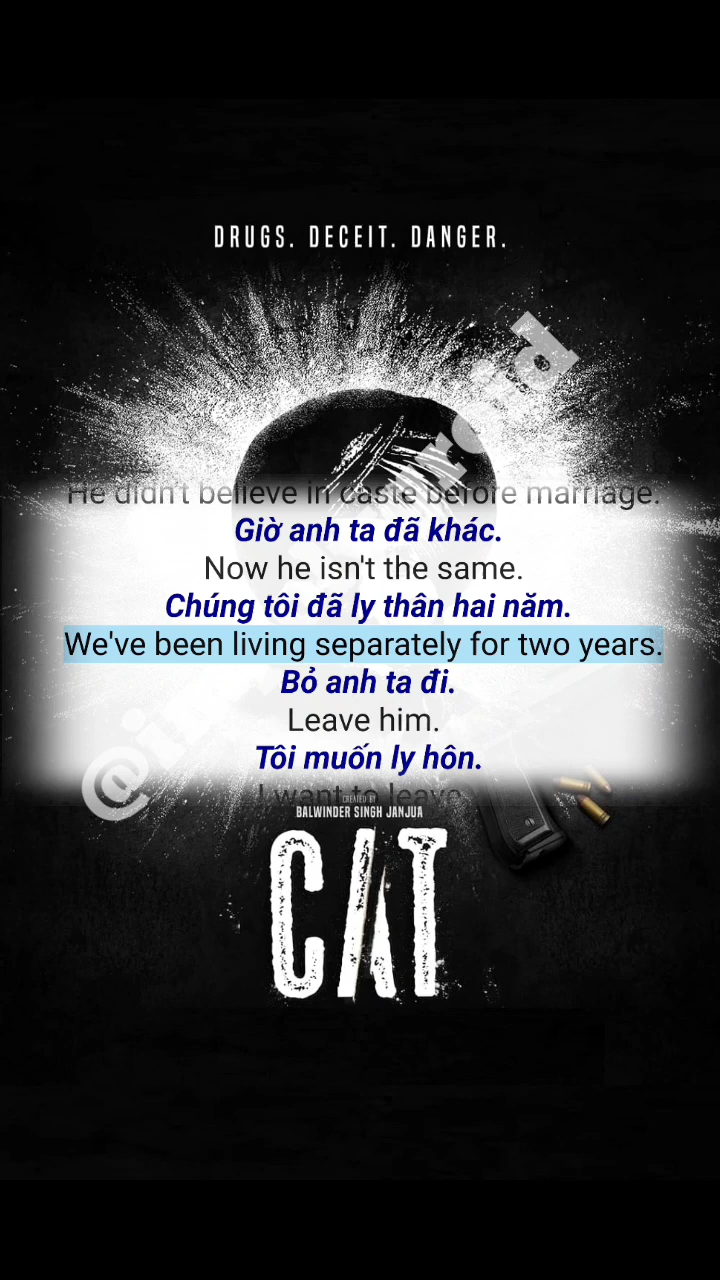 DRUGS. DECEIT. DANGER.
He didn't believe in caste before marriage.
Giờ anh ta đã khác.
Now he isn't the same.
Chúng tôi đã ly thân hai năm.
We've been living separately for two years.
Bỏ anh ta đi.
Leave him.
Tôi muốn ly hôn.
I want to leave
CREATED BY
BALWINDER SINGH JANJUA
CAT